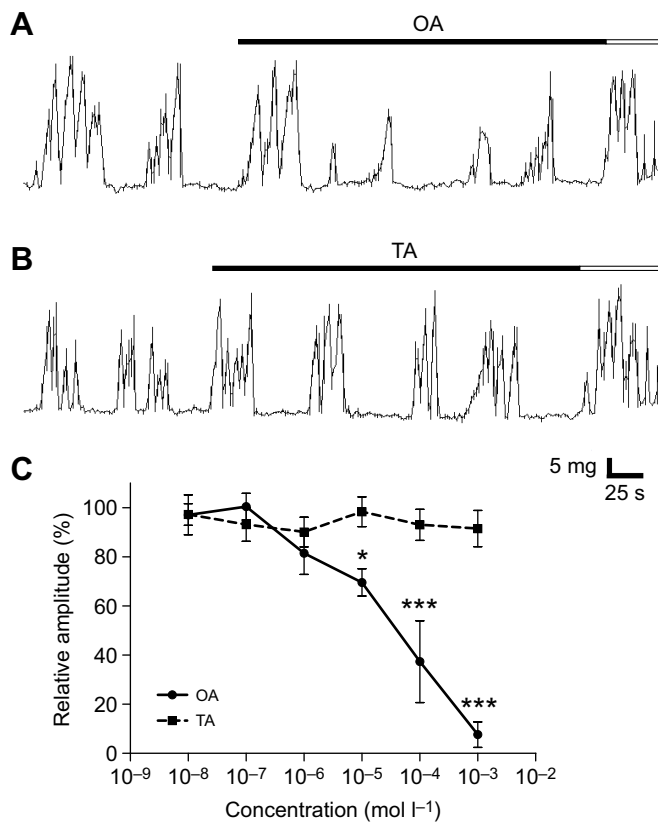 A
OA
B
TA
C
5 mg
25 s
100
80
60
40
20
0
Relative amplitude (%)
*
***
***
OA
TA
10⁻⁹ 10⁻⁸ 10⁻⁷ 10⁻⁶ 10⁻⁵ 10⁻⁴ 10⁻³ 10⁻²
Concentration (mol l⁻¹)